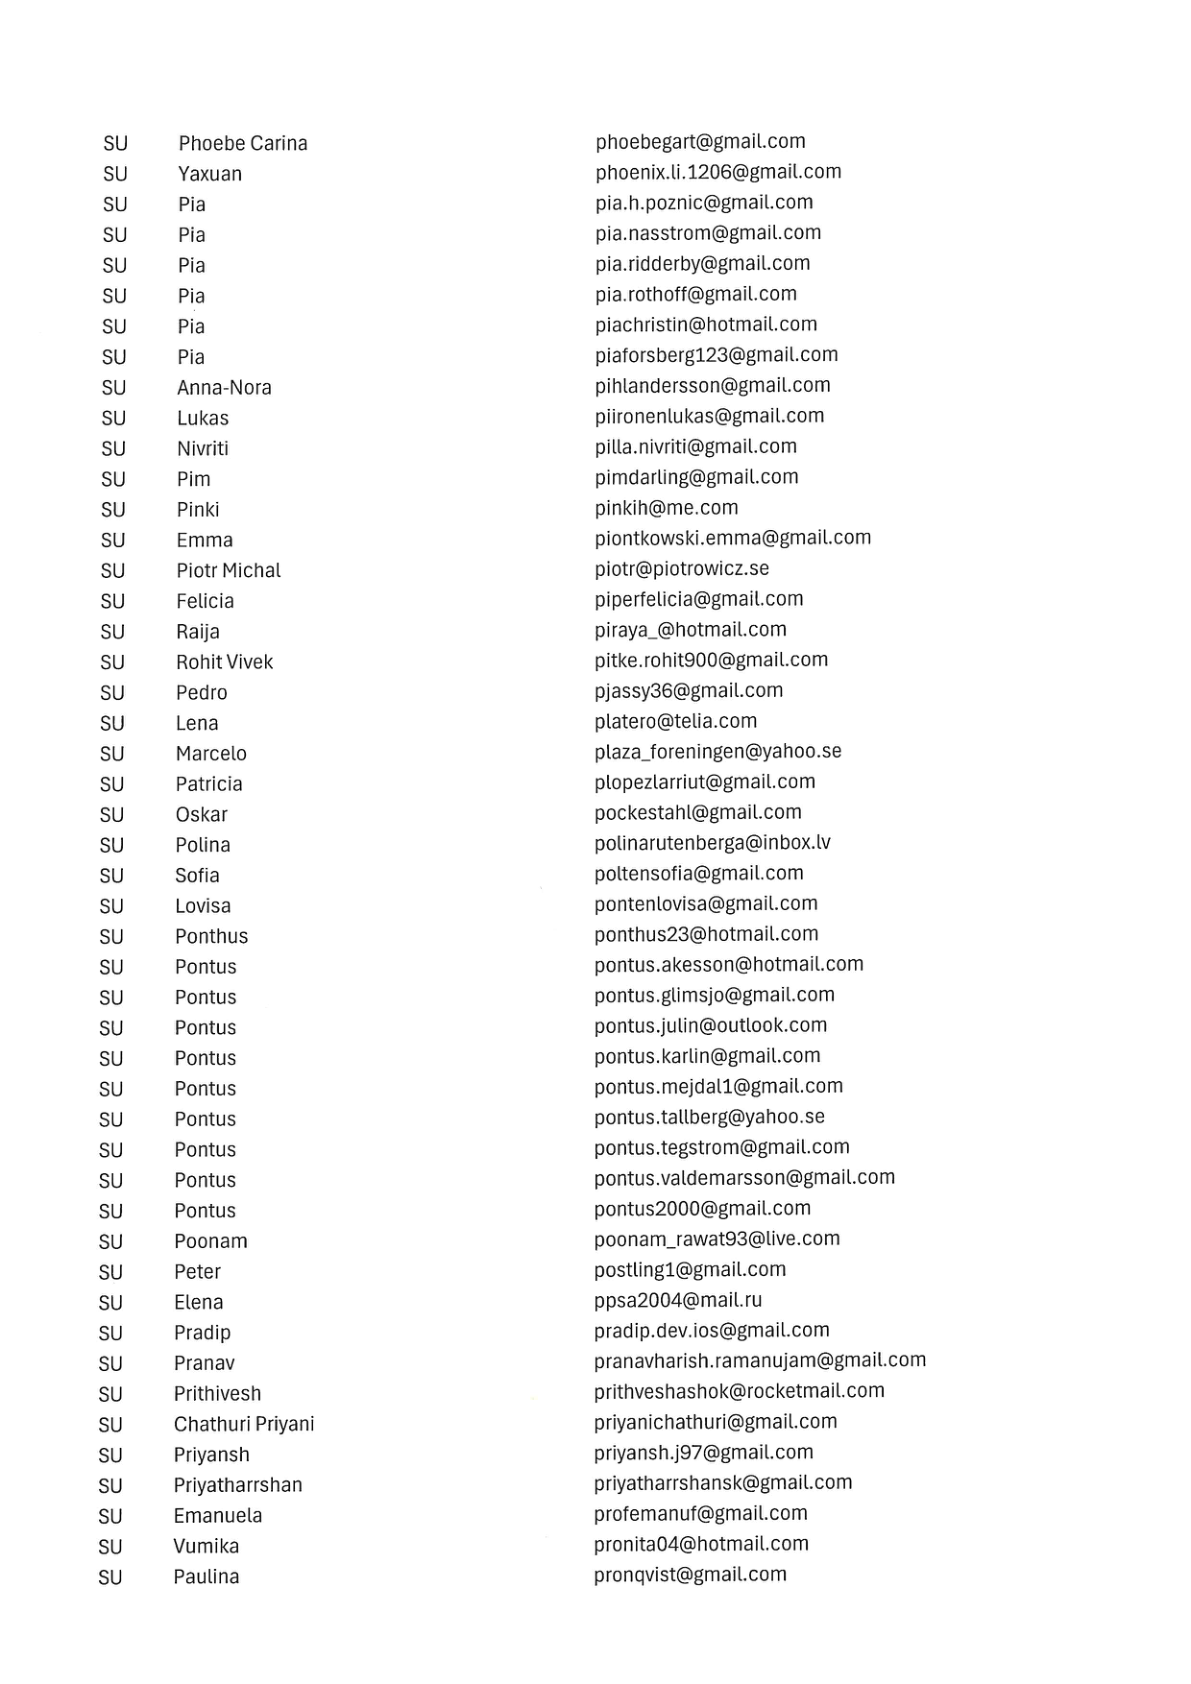 SU Phoebe Carina phoebegart@gmail.com
SU Yaxuan phoenix.li.1206@gmail.com
SU Pia pia.h.poznic@gmail.com
SU Pia pia.nasstrom@gmail.com
SU Pia pia.ridderby@gmail.com
SU Pia pia.rothoff@gmail.com
SU Pia piachristin@hotmail.com
SU Pia piaforsberg123@gmail.com
SU Anna-Nora pihlandersson@gmail.com
SU Lukas piironenlukas@gmail.com
SU Nivriti pilla.nivriti@gmail.com
SU Pim pimdarling@gmail.com
SU Pinki pinkih@me.com
SU Emma piontkowski.emma@gmail.com
SU Piotr Michal piotr@piotrowicz.se
SU Felicia piperfelicia@gmail.com
SU Raija piraya_@hotmail.com
SU Rohit Vivek pitke.rohit900@gmail.com
SU Pedro pjassy36@gmail.com
SU Lena platero@telia.com
SU Marcelo plaza_foreningen@yahoo.se
SU Patricia plopezlarriut@gmail.com
SU Oskar pockestahl@gmail.com
SU Polina polinarutenberga@inbox.lv
SU Sofia poltensofia@gmail.com
SU Lovisa pontenlovisa@gmail.com
SU Ponthus ponthus23@hotmail.com
SU Pontus pontus.akesson@hotmail.com
SU Pontus pontus.glimsjo@gmail.com
SU Pontus pontus.julin@outlook.com
SU Pontus pontus.karlin@gmail.com
SU Pontus pontus.mejdal1@gmail.com
SU Pontus pontus.tallberg@yahoo.se
SU Pontus pontus.tegstrom@gmail.com
SU Pontus pontus.valdemarsson@gmail.com
SU Pontus pontus2000@gmail.com
SU Poonam poonam_rawat93@live.com
SU Peter postling1@gmail.com
SU Elena ppsa2004@mail.ru
SU Pradip pradip.dev.ios@gmail.com
SU Pranav pranavharish.ramanujam@gmail.com
SU Prithivesh prithveshashok@rocketmail.com
SU Chathuri Priyani priyanichathuri@gmail.com
SU Priyansh priyansh.j97@gmail.com
SU Priyatharrshan priyatharrshansk@gmail.com
SU Emanuela profemanuf@gmail.com
SU Vumika pronita04@hotmail.com
SU Paulina pronqvist@gmail.com